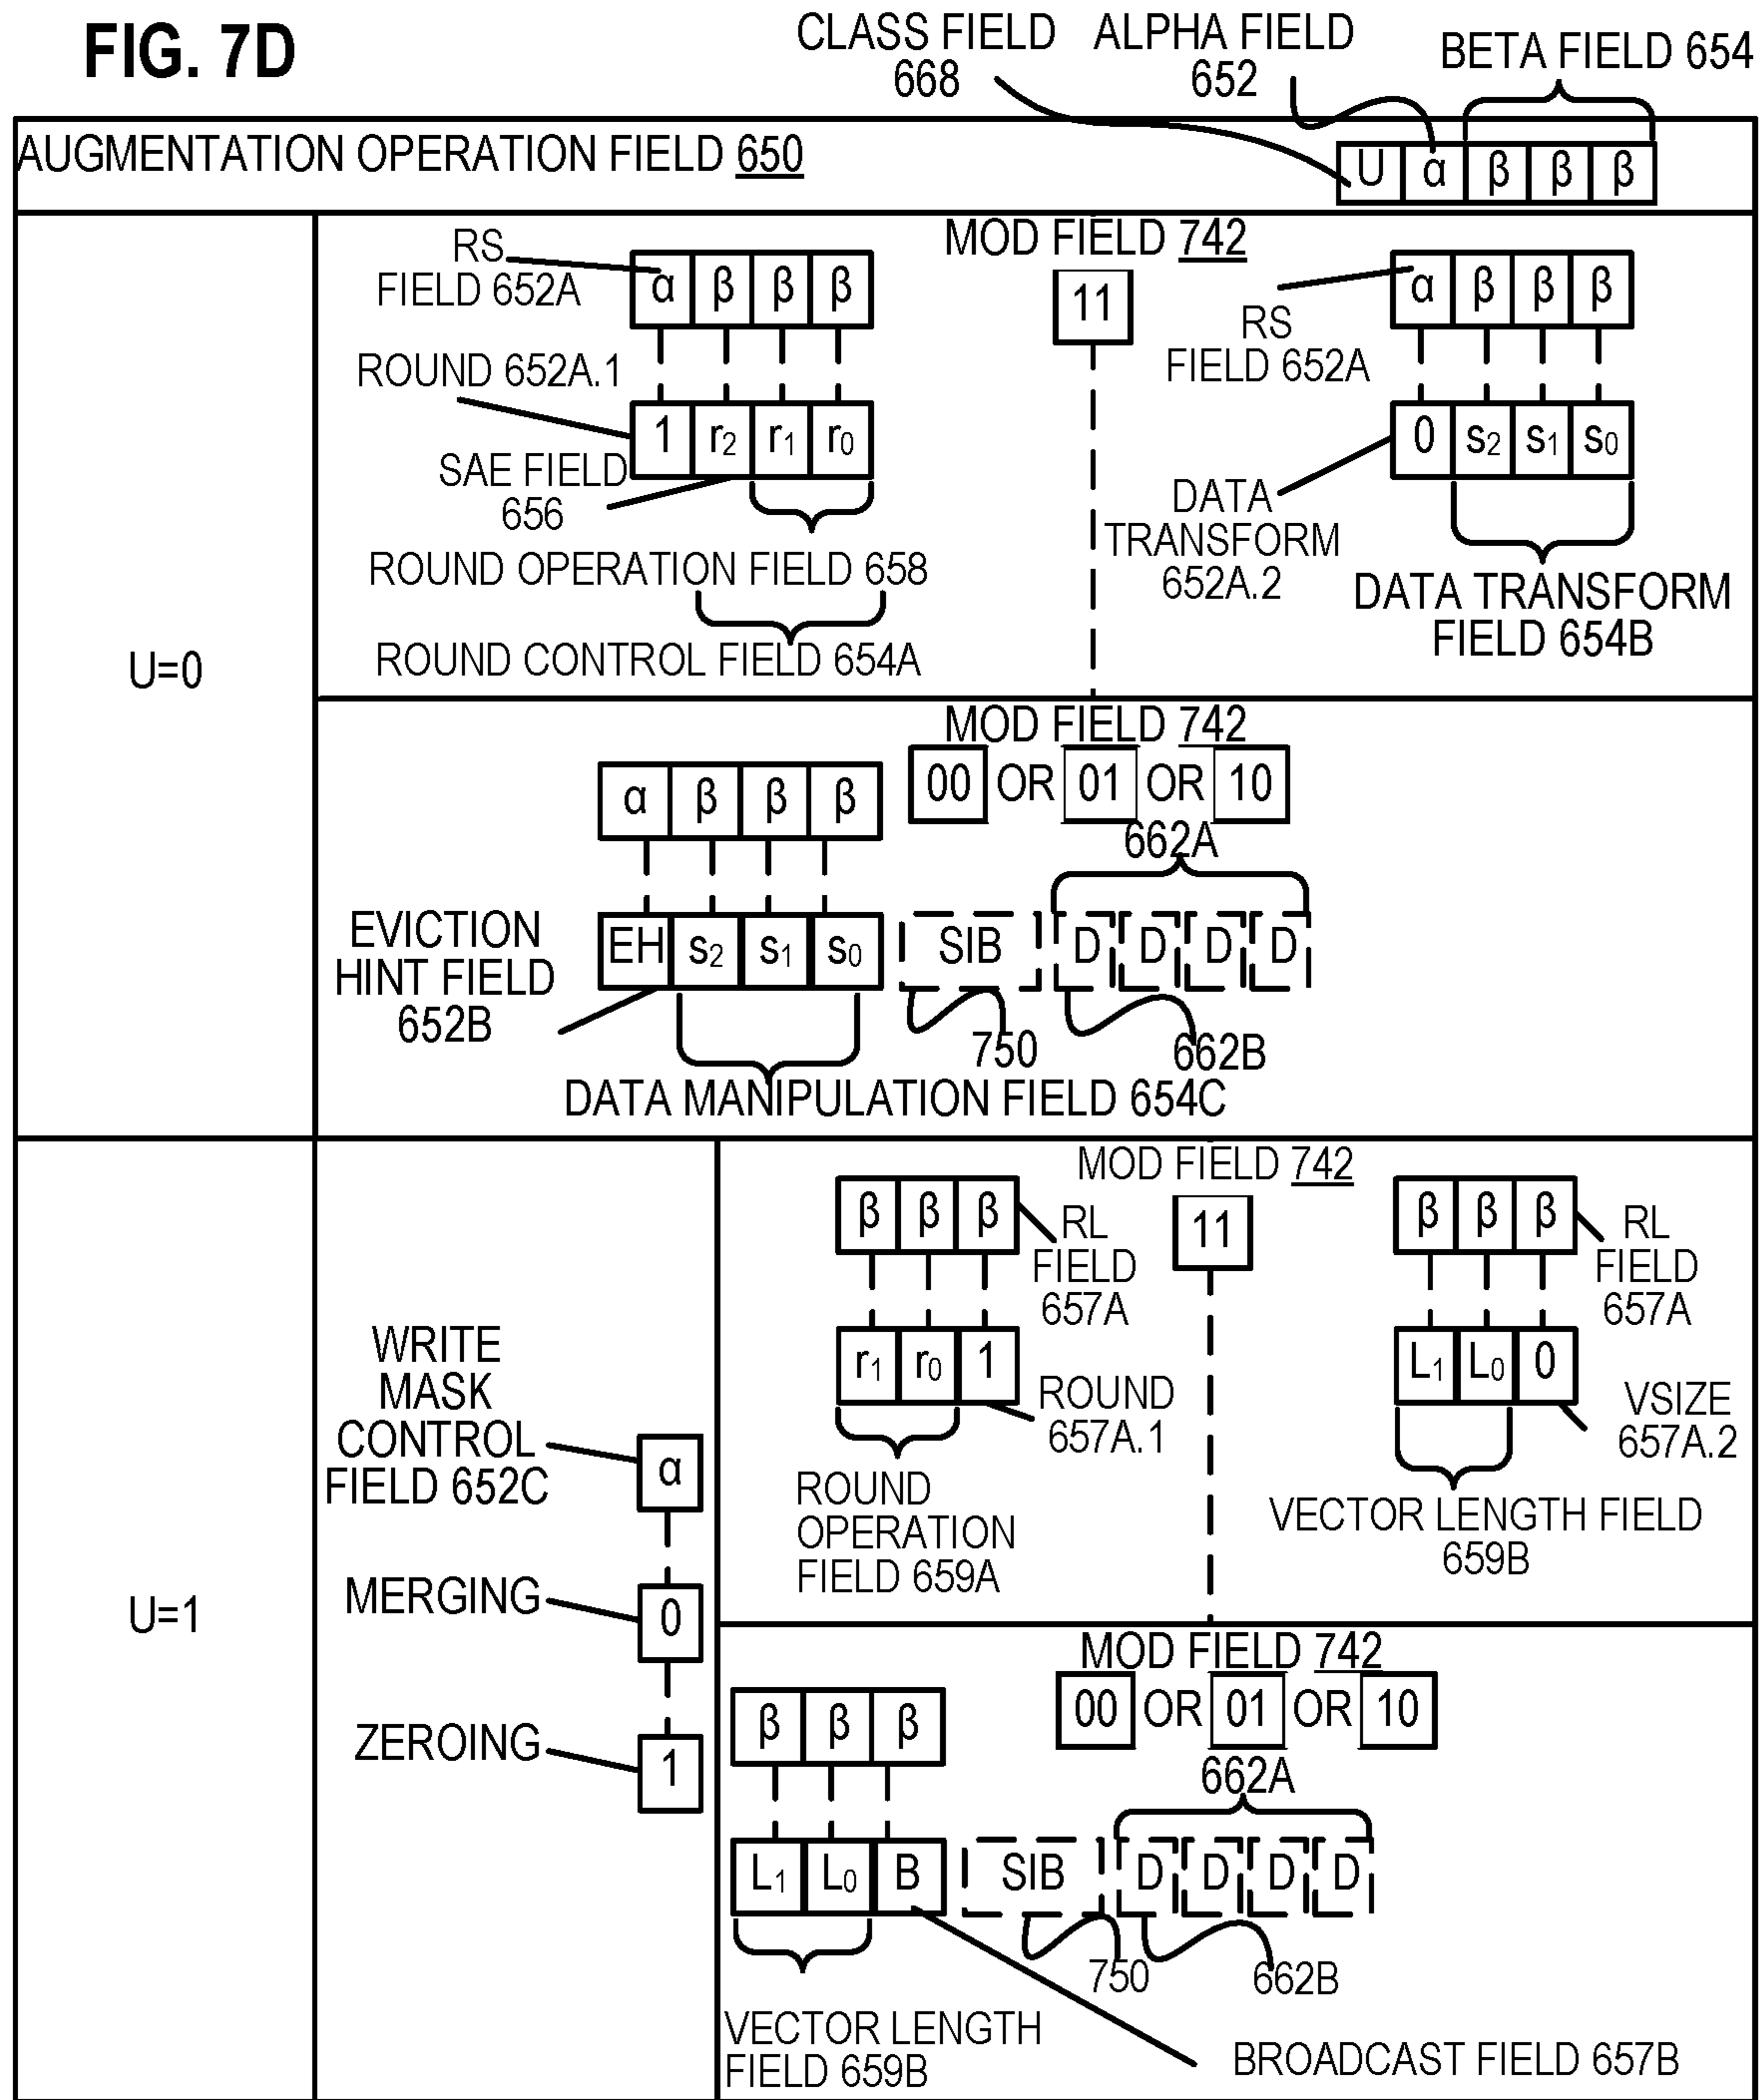 FIG. 7D
CLASS FIELD
668
ALPHA FIELD
652
BETA FIELD 654
AUGMENTATION OPERATION FIELD 650
U α β β β
U=0
MOD FIELD 742
11
RS
FIELD 652A
α β β β
ROUND 652A.1
1 r2 r1 r0
SAE FIELD
656
ROUND OPERATION FIELD 658
ROUND CONTROL FIELD 654A
α β β β
RS
FIELD 652A
0 s2 s1 s0
DATA
TRANSFORM
652A.2
DATA TRANSFORM
FIELD 654B
MOD FIELD 742
00 OR 01 OR 10
α β β β
662A
EVICTION
HINT FIELD
652B
EH s2 s1 s0 SIB D D D D
750
662B
DATA MANIPULATION FIELD 654C
U=1
WRITE
MASK
CONTROL
FIELD 652C
α
MERGING
0
ZEROING
1
MOD FIELD 742
11
β β β
RL
FIELD
657A
r1 r0 1
ROUND
657A.1
ROUND
OPERATION
FIELD 659A
β β β
RL
FIELD
657A
L1 L0 0
VSIZE
657A.2
VECTOR LENGTH FIELD
659B
MOD FIELD 742
00 OR 01 OR 10
β β β
662A
L1 L0 B SIB D D D D
750
662B
VECTOR LENGTH
FIELD 659B
BROADCAST FIELD 657B